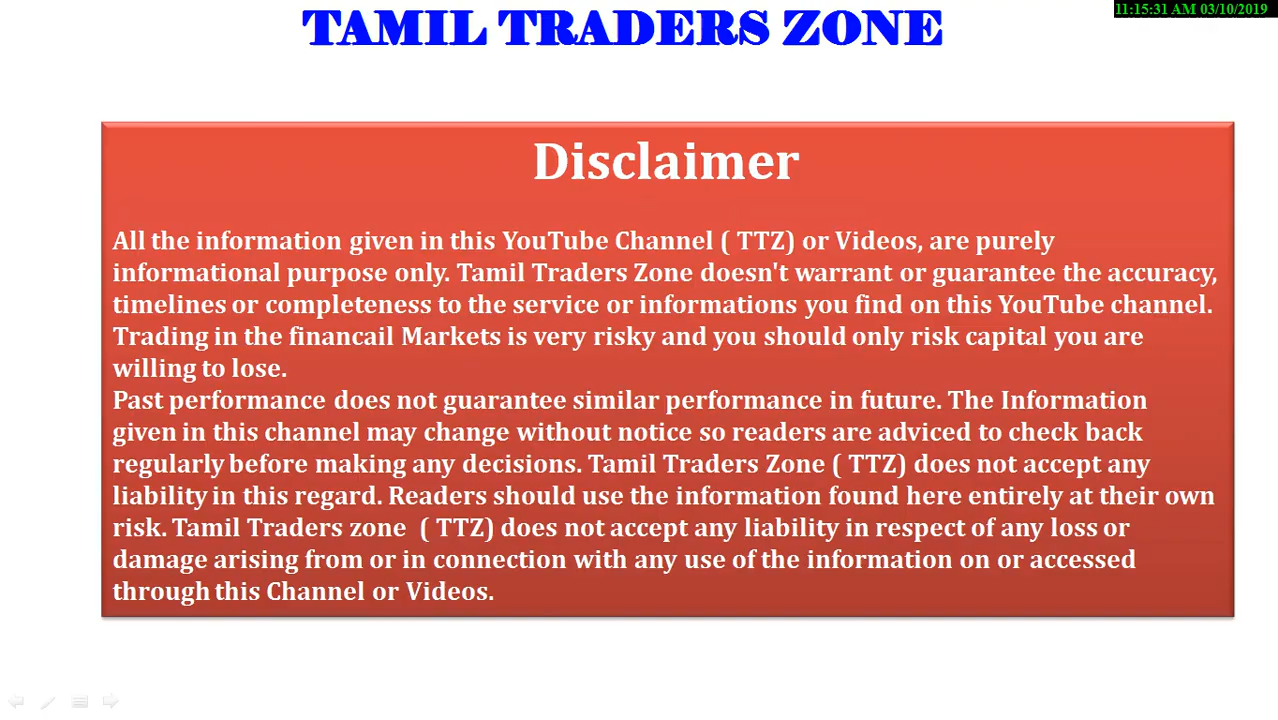 11:15:31 AM 03/10/2019
TAMIL TRADERS ZONE
Disclaimer
All the information given in this YouTube Channel ( TTZ) or Videos, are purely
informational purpose only. Tamil Traders Zone doesn't warrant or guarantee the accuracy,
timelines or completeness to the service or informations you find on this YouTube channel.
Trading in the financail Markets is very risky and you should only risk capital you are
willing to lose.
Past performance does not guarantee similar performance in future. The Information
given in this channel may change without notice so readers are adviced to check back
regularly before making any decisions. Tamil Traders Zone ( TTZ) does not accept any
liability in this regard. Readers should use the information found here entirely at their own
risk. Tamil Traders zone  ( TTZ) does not accept any liability in respect of any loss or
damage arising from or in connection with any use of the information on or accessed
through this Channel or Videos.